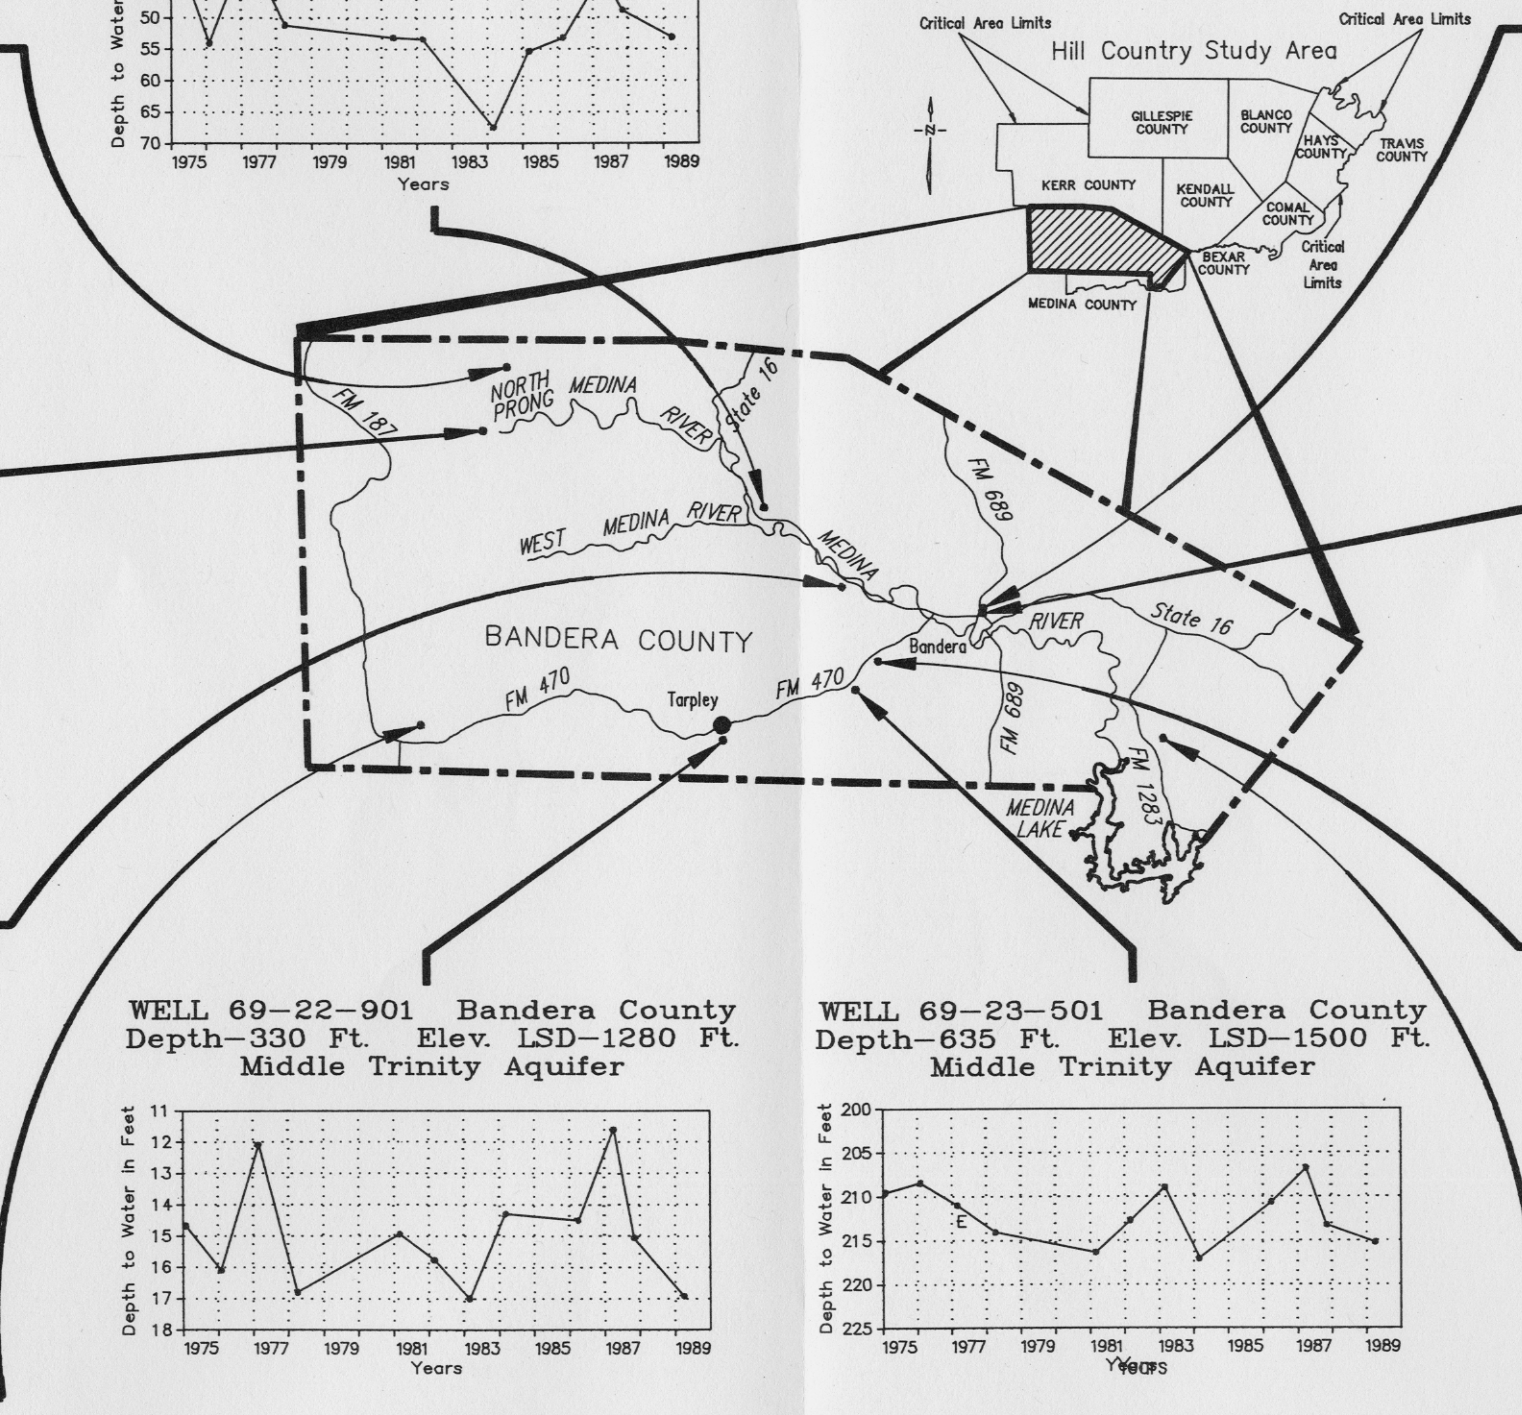 Depth to Water
50
55
60
65
70
1975 1977 1979 1981 1983 1985 1987 1989
Years
Critical Area Limits
Critical Area Limits
Hill Country Study Area
N
GILLESPIE
COUNTY
BLANCO
COUNTY
HAYS
COUNTY
TRAVIS
COUNTY
KERR COUNTY
KENDALL
COUNTY
COMAL
COUNTY
BEXAR
COUNTY
Critical
Area
Limits
MEDINA COUNTY
NORTH
PRONG
MEDINA
RIVER
State 16
FM 187
FM 689
WEST MEDINA RIVER
MEDINA
RIVER
State 16
BANDERA COUNTY
Bandera
FM 470
Tarpley
FM 470
FM 689
FM 1283
MEDINA
LAKE
WELL 69-22-901 Bandera County
Depth-330 Ft. Elev. LSD-1280 Ft.
Middle Trinity Aquifer
Depth to Water in Feet
11
12
13
14
15
16
17
18
1975 1977 1979 1981 1983 1985 1987 1989
Years
WELL 69-23-501 Bandera County
Depth-635 Ft. Elev. LSD-1500 Ft.
Middle Trinity Aquifer
Depth to Water in Feet
200
205
210
215
220
225
E
1975 1977 1979 1981 1983 1985 1987 1989
Years
Years